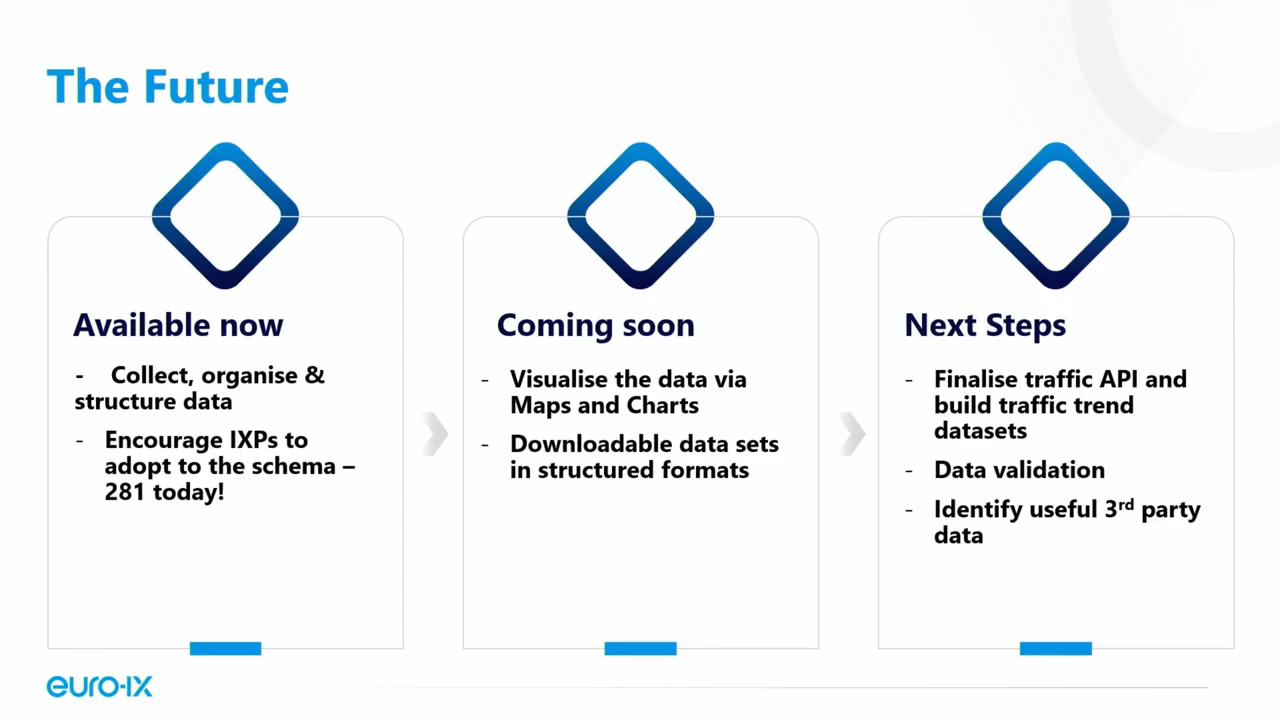 The Future
Available now
- Collect, organise &
structure data
- Encourage IXPs to
adopt to the schema –
281 today!
Coming soon
- Visualise the data via
Maps and Charts
- Downloadable data sets
in structured formats
Next Steps
- Finalise traffic API and
build traffic trend
datasets
- Data validation
- Identify useful 3rd party
data
euro-ix